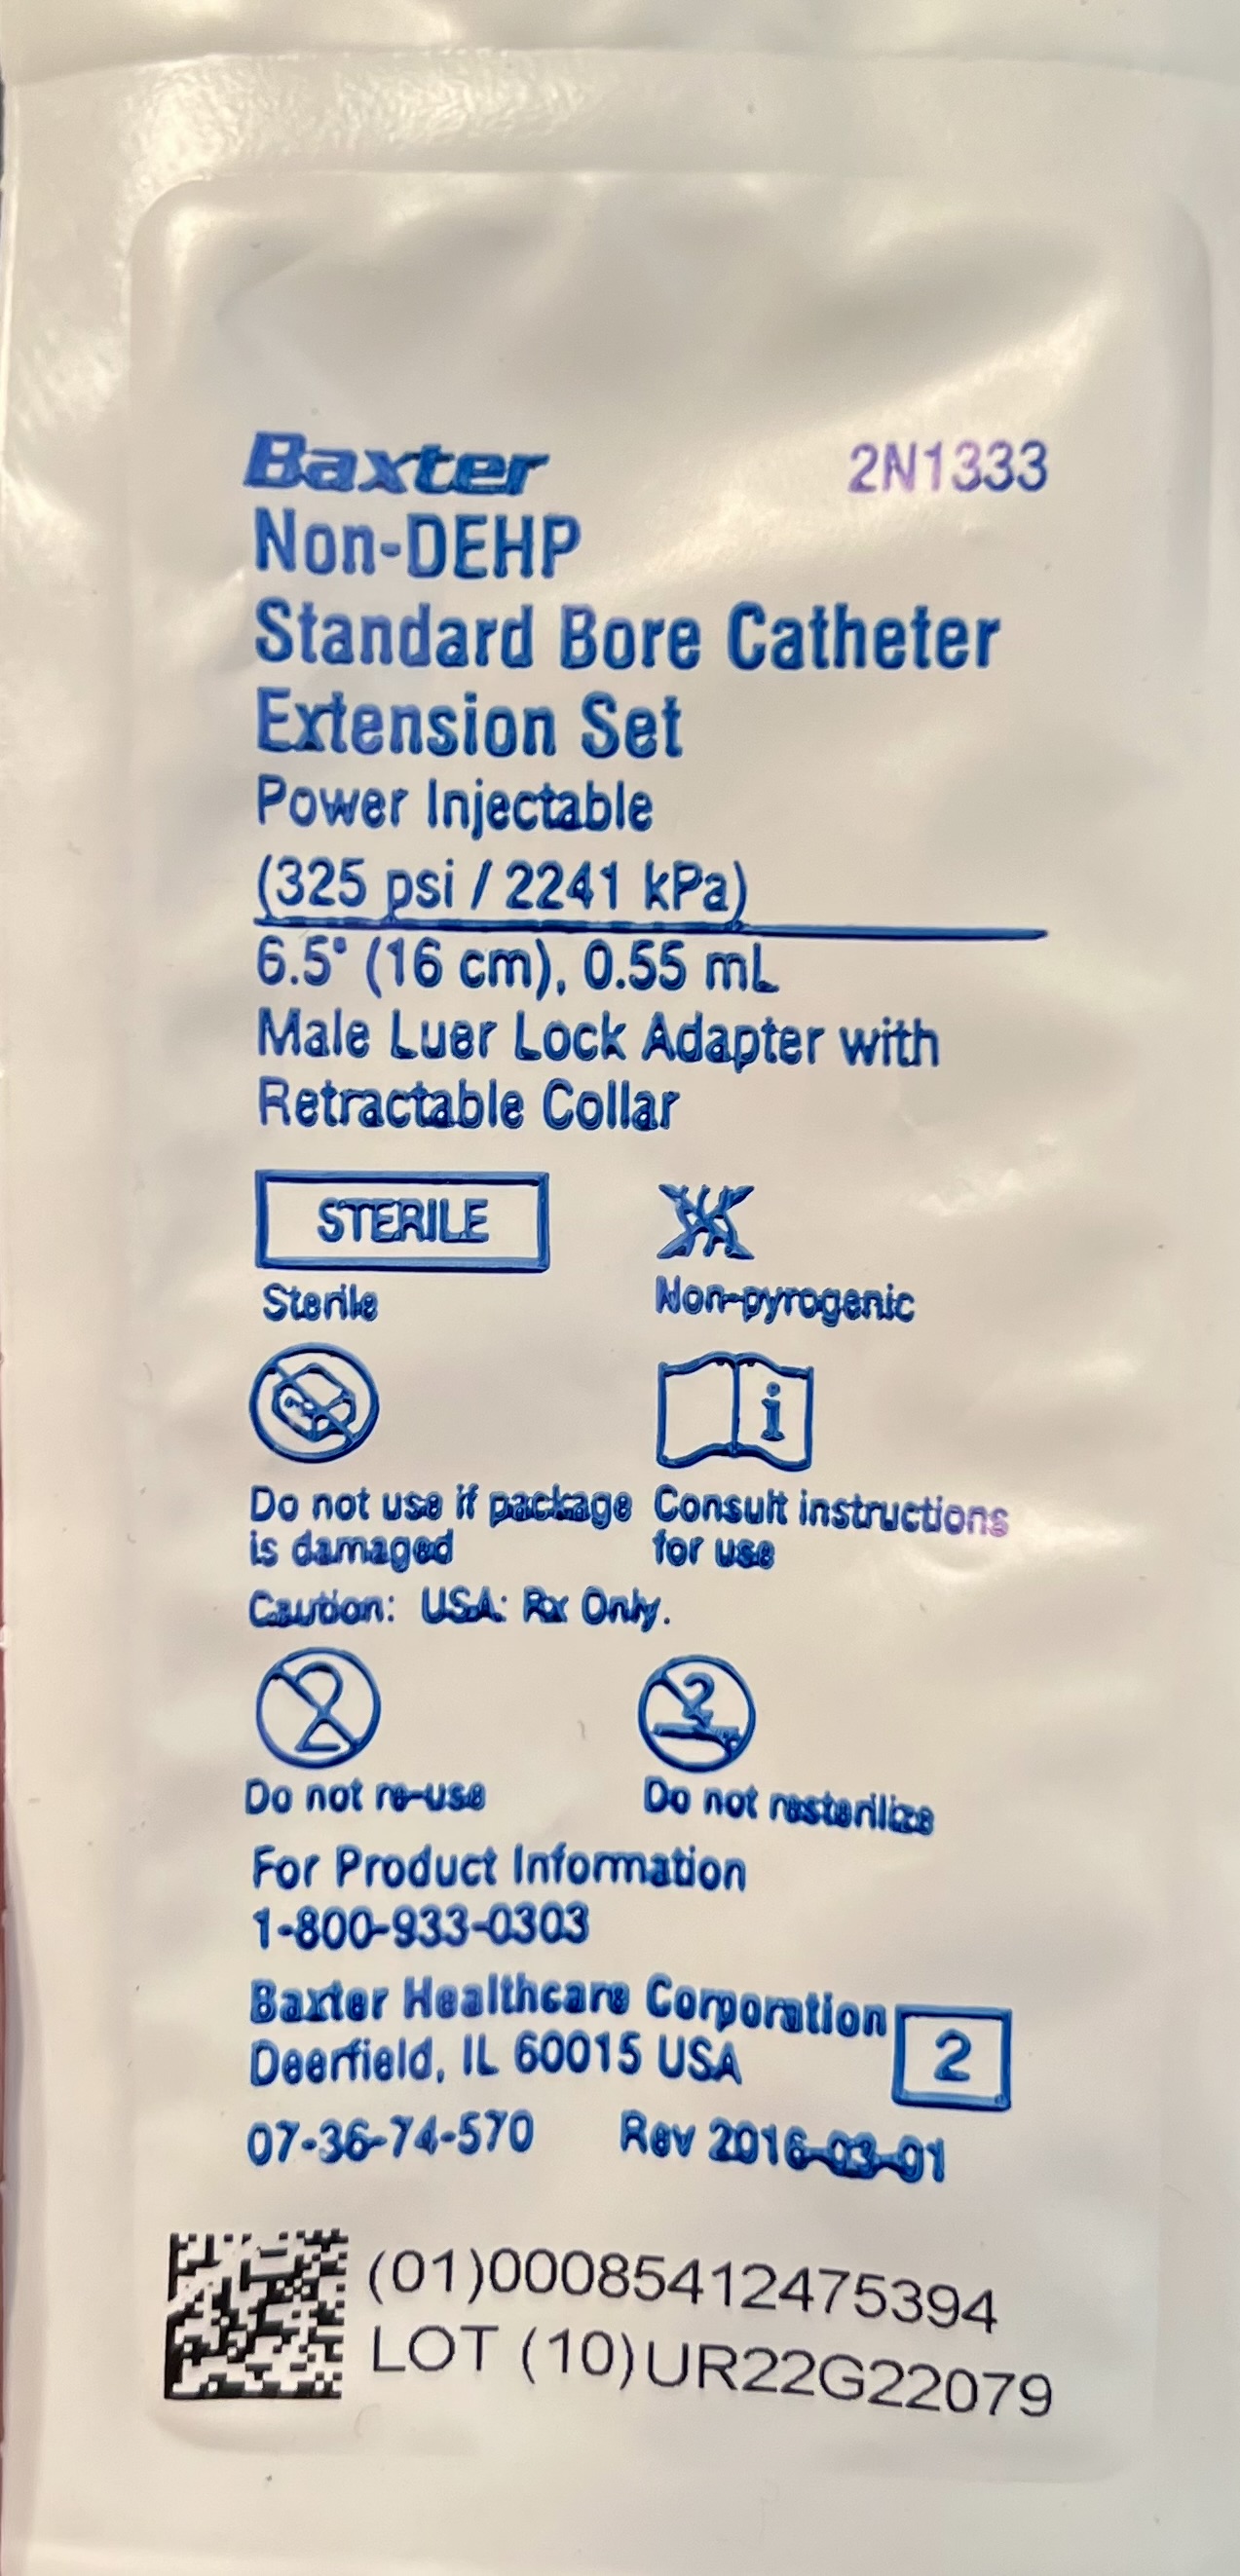 Baxter 2N1333
Non-DEHP
Standard Bore Catheter
Extension Set
Power Injectable
(325 psi / 2241 kPa)
6.5" (16 cm), 0.55 mL
Male Luer Lock Adapter with
Retractable Collar
STERILE
Sterile Non-pyrogenic
i
Do not use if package Consult instructions
is damaged for use
Caution: USA: Rx Only.
2 2
Do not re-use Do not resterilize
For Product Information
1-800-933-0303
Baxter Healthcare Corporation
Deerfield, IL 60015 USA 2
07-36-74-570 Rev 2016-03-01
(01)00085412475394
LOT (10)UR22G22079